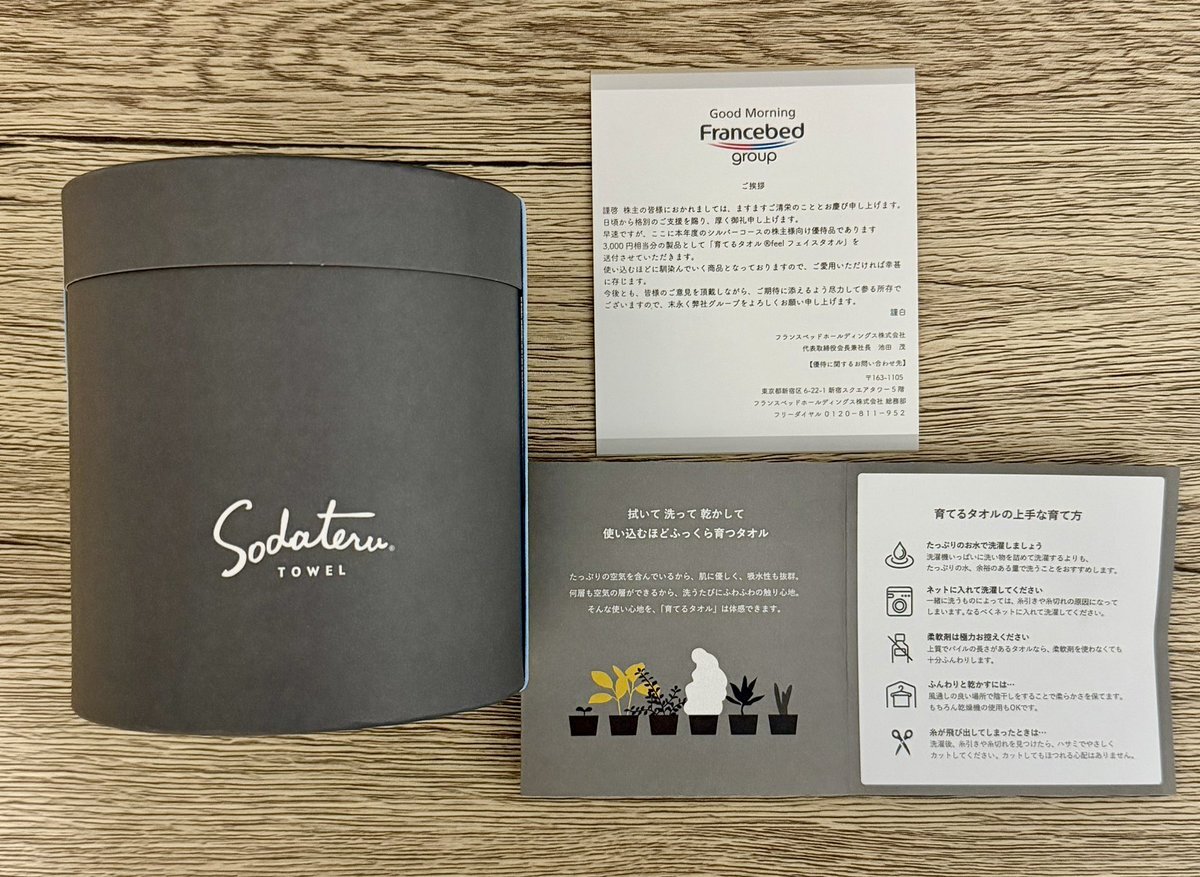 Sodateru®
TOWEL
Good Morning
Francebed
group
ご挨拶
謹啓 株主の皆様におかれましては、ますますご清栄のこととお慶び申し上げます。
日頃から格別のご支援を賜り、厚く御礼申し上げます。
早速ですが、ここに本年度のシルバーコースの株主様向け優待品であります
3,000円相当分の製品として「育てるタオル®feel フェイスタオル」を
送付させていただきます。
使い込むほどに馴染んでいく商品となっておりますので、ご愛用いただければ幸甚
に存じます。
今後とも、皆様のご意見を頂戴しながら、ご期待に添えるよう尽力して参る所存で
ございますので、末永く弊社グループをよろしくお願い申し上げます。
謹白
フランスベッドホールディングス株式会社
代表取締役会長兼社長 池田 茂
【優待に関するお問い合わせ先】
〒163-1105
東京都新宿区6-22-1新宿スクエアタワー5階
フランスベッドホールディングス株式会社 総務部
フリーダイヤル 0120-811-952
拭いて 洗って 乾かして
使い込むほどふっくら育つタオル
たっぷりの空気を含んでいるから、肌に優しく、吸水性も抜群。
何層も空気の層ができるから、洗うたびにふわふわの触り心地。
そんな使い心地を、「育てるタオル」は体感できます。
育てるタオルの上手な育て方
たっぷりのお水で洗濯しましょう
洗濯機いっぱいに洗い物を詰めて洗濯するよりも、
たっぷりの水、余裕のある量で洗うことをおすすめします。
ネットに入れて洗濯してください
一緒に洗うものによっては、糸引きや糸切れの原因になって
しまいます。なるべくネットに入れて洗濯してください。
柔軟剤は極力お控えください
上質でパイルの長さがあるタオルなら、柔軟剤を使わなくても
十分ふんわりします。
ふんわりと乾かすには…
風通しの良い場所で陰干しをすることで柔らかさを保てます。
もちろん乾燥機の使用もOKです。
糸が飛び出してしまったときは…
洗濯後、糸引きや糸切れを見つけたら、ハサミでやさしく
カットしてください。カットしてもほつれる心配はありません。